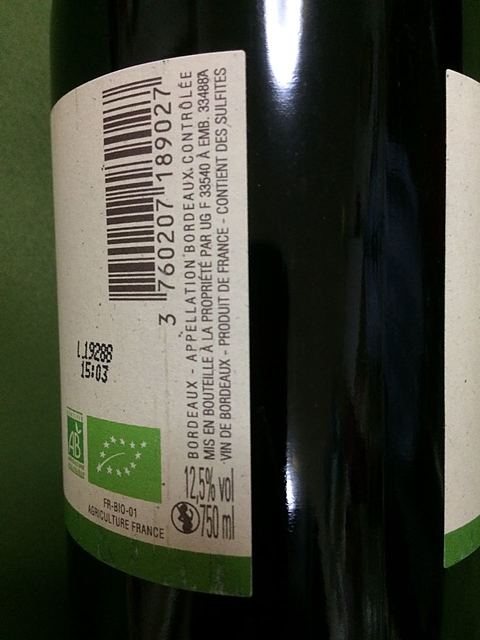 3 760207 189027
BORDEAUX - APPELLATION BORDEAUX CONTRÔLÉE
MIS EN BOUTEILLE À LA PROPRIÉTÉ PAR UG F 33540 À EMB. 33488A
VIN DE BORDEAUX - PRODUIT DE FRANCE - CONTIENT DES SULFITES
L19288
15:03
AB
FR-BIO-01
AGRICULTURE FRANCE
12,5% vol
750 ml